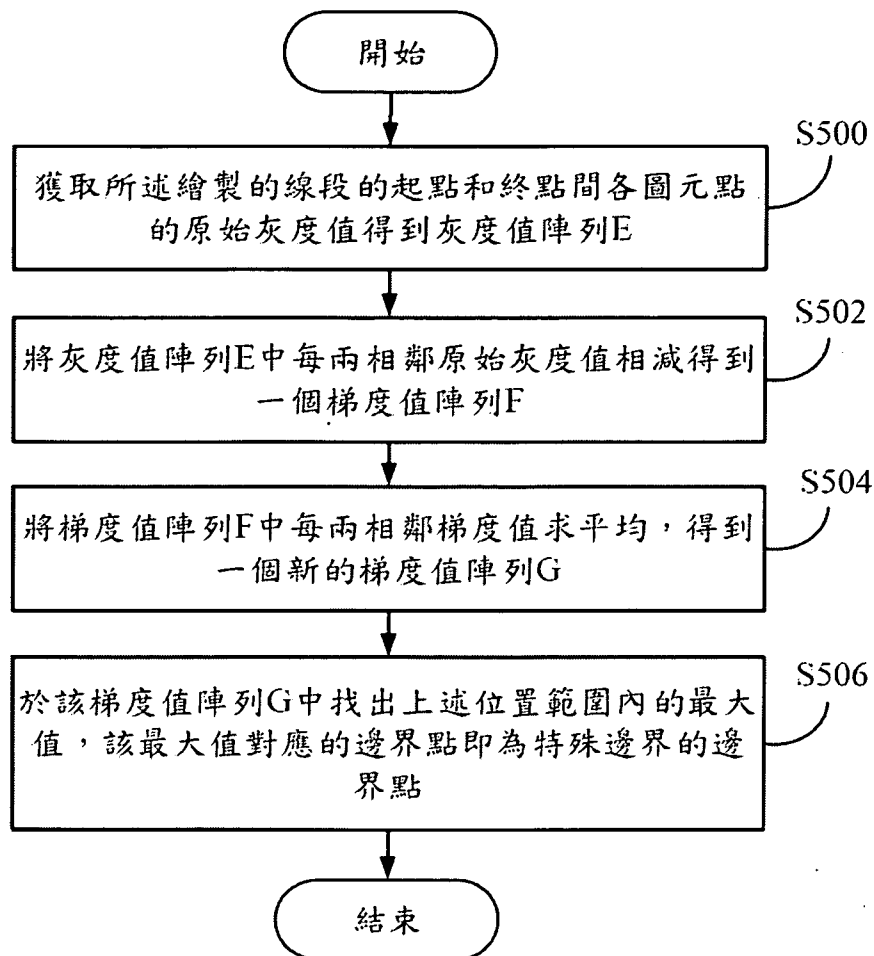 開始
S500
獲取所述繪製的線段的起點和終點間各圖元點
的原始灰度值得到灰度值陣列E
S502
將灰度值陣列E中每兩相鄰原始灰度值相減得到
一個梯度值陣列F
S504
將梯度值陣列F中每兩相鄰梯度值求平均，得到
一個新的梯度值陣列G
S506
於該梯度值陣列G中找出上述位置範圍內的最大
值，該最大值對應的邊界點即為特殊邊界的邊
界點
結束